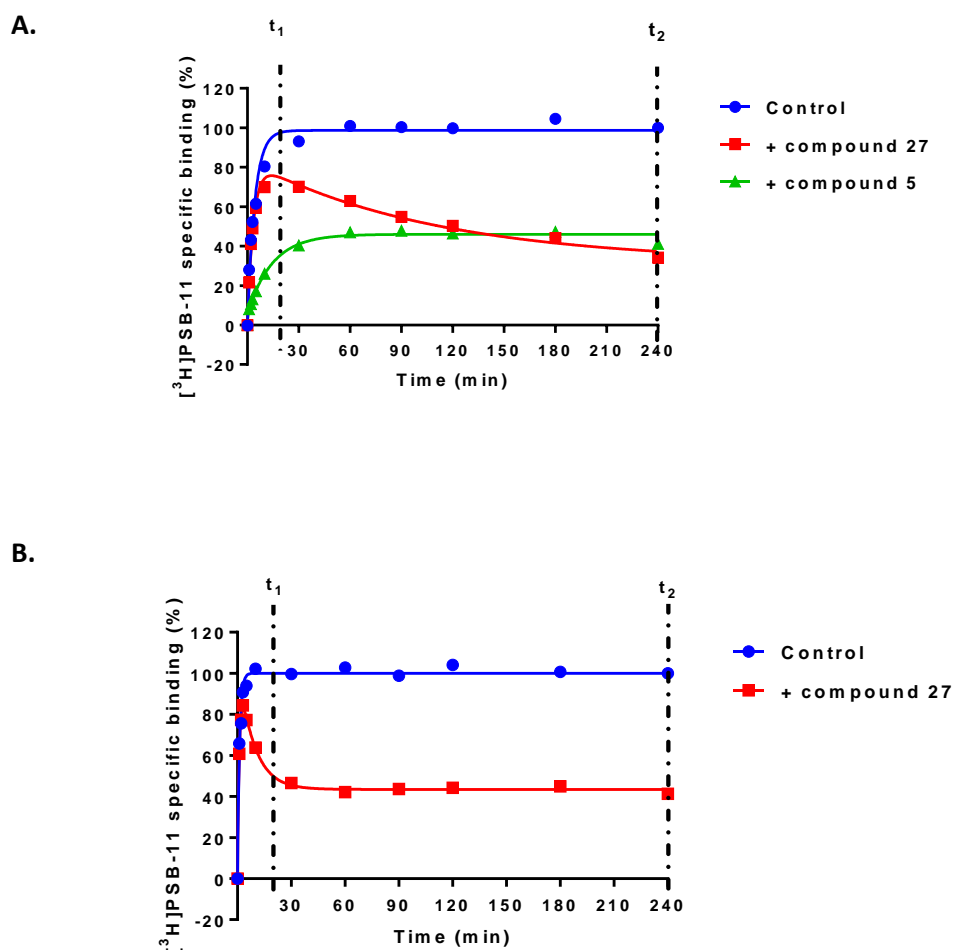 A.
t1
t2
[3H]PSB-11 specific binding (%)
120
100
80
60
40
20
0
-20
30
60
90
120
150
180
210
240
Time (min)
Control
+ compound 27
+ compound 5
B.
t1
t2
[3H]PSB-11 specific binding (%)
120
100
80
60
40
20
0
-20
30
60
90
120
150
180
210
240
Time (min)
Control
+ compound 27